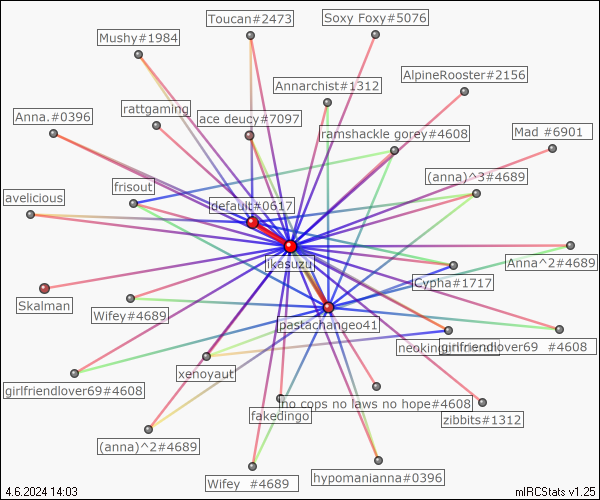 Toucan#2473
Soxy Foxy#5076
Mushy#1984
AlpineRooster#2156
Annarchist#1312
rattgaming
Anna.#0396
ace deucy#7097
ramshackle gorey#4608
Mad #6901
(anna)^3#4689
frisout
avelicious
default#0617
ikasuzu
Anna^2#4689
Cypha#1717
Skalman
Wifey#4689
pastachangeo41
girlfriendlover69 #4608
xenoyaut
girlfriendlover69#4608
no cops no laws no hope#4608
fakedingo
zibbits#1312
(anna)^2#4689
hypomanianna#0396
Wifey #4689
4.6.2024 14:03
mIRCStats v1.25